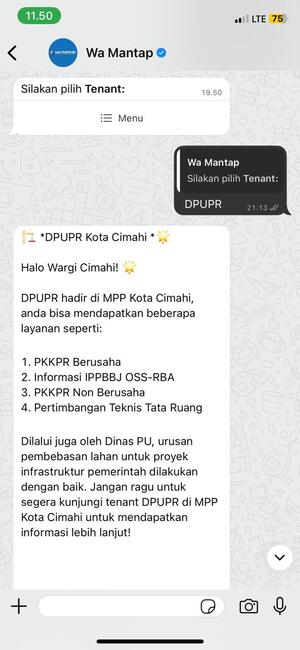 11.50
LTE 75
Wa Mantap
Silakan pilih Tenant:
19.50
Menu
Wa Mantap
Silakan pilih Tenant:
DPUPR
21.13
*DPUPR Kota Cimahi *
Halo Wargi Cimahi!
DPUPR hadir di MPP Kota Cimahi,
anda bisa mendapatkan beberapa
layanan seperti:
1. PKKPR Berusaha
2. Informasi IPPBBJ OSS-RBA
3. PKKPR Non Berusaha
4. Pertimbangan Teknis Tata Ruang
Dilalui juga oleh Dinas PU, urusan
pembebasan lahan untuk proyek
infrastruktur pemerintah dilakukan
dengan baik. Jangan ragu untuk
segera kunjungi tenant DPUPR di MPP
Kota Cimahi untuk mendapatkan
informasi lebih lanjut!